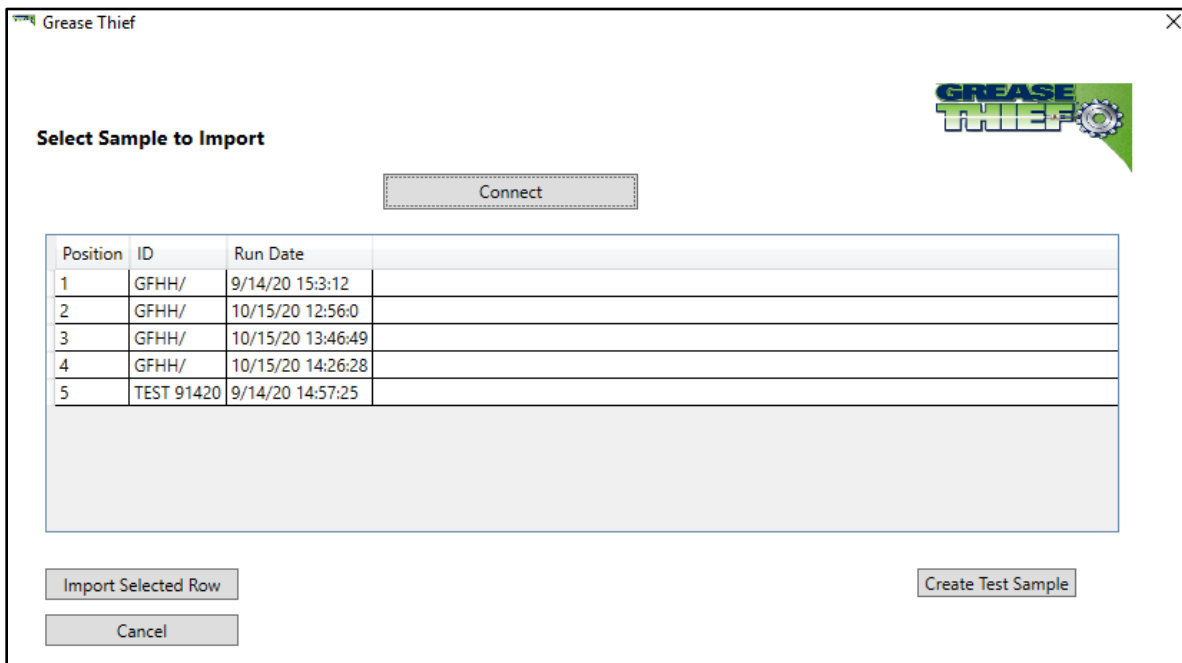 Grease Thief
GREASE
THIEF
Select Sample to Import
Connect
Position ID Run Date
1 GFHH/ 9/14/20 15:3:12
2 GFHH/ 10/15/20 12:56:0
3 GFHH/ 10/15/20 13:46:49
4 GFHH/ 10/15/20 14:26:28
5 TEST 91420 9/14/20 14:57:25
Import Selected Row
Create Test Sample
Cancel